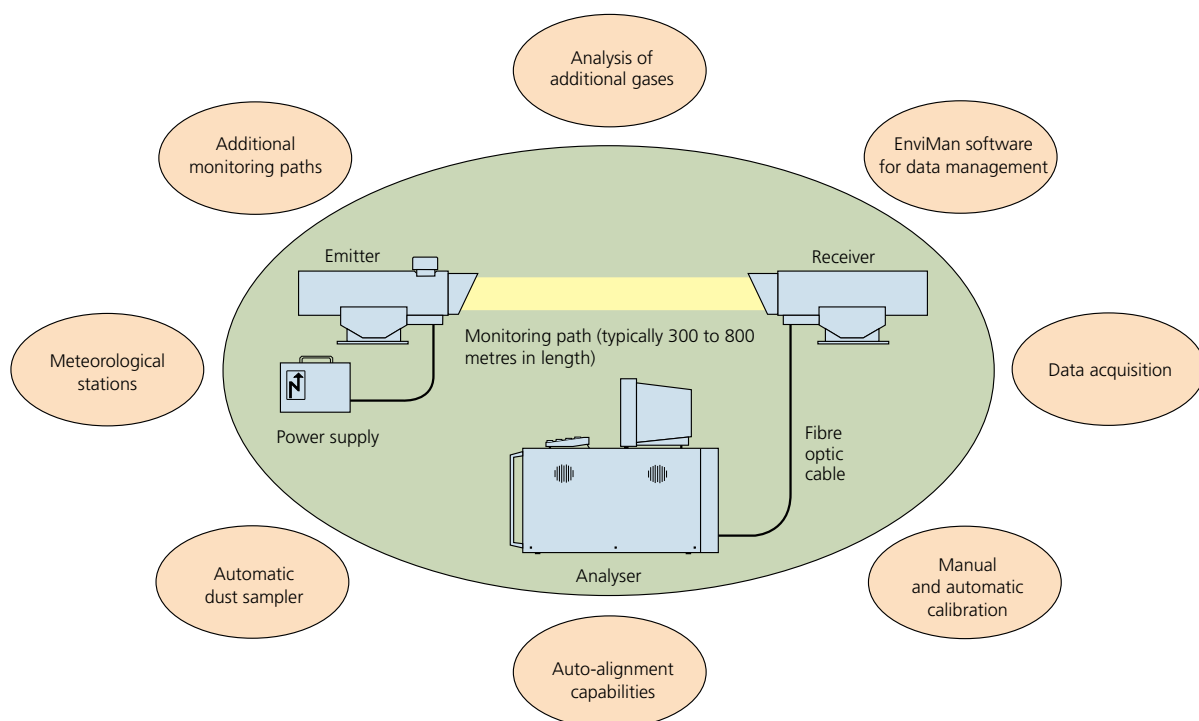 Analysis of
additional gases
Additional
monitoring paths
EnviMan software
for data management
Emitter
Receiver
Monitoring path (typically 300 to 800
metres in length)
Meteorological
stations
Data acquisition
Power supply
Fibre
optic
cable
Analyser
Automatic
dust sampler
Manual
and automatic
calibration
Auto-alignment
capabilities